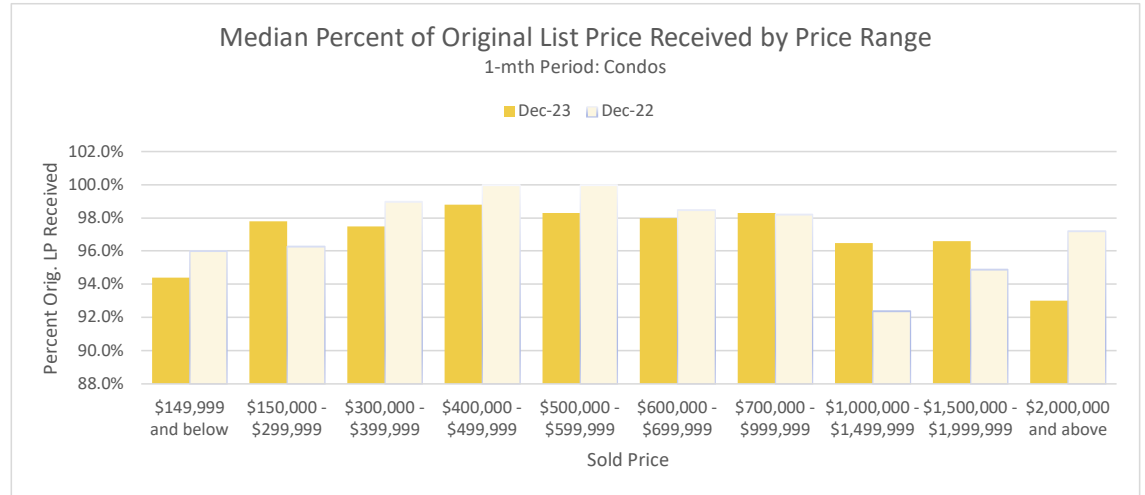 Median Percent of Original List Price Received by Price Range
1-mth Period: Condos
Dec-23 Dec-22
Percent Orig. LP Received
102.0%
100.0%
98.0%
96.0%
94.0%
92.0%
90.0%
88.0%
$149,999 and below
$150,000 - $299,999
$300,000 - $399,999
$400,000 - $499,999
$500,000 - $599,999
$600,000 - $699,999
$700,000 - $999,999
$1,000,000 - $1,499,999
$1,500,000 - $1,999,999
$2,000,000 and above
Sold Price